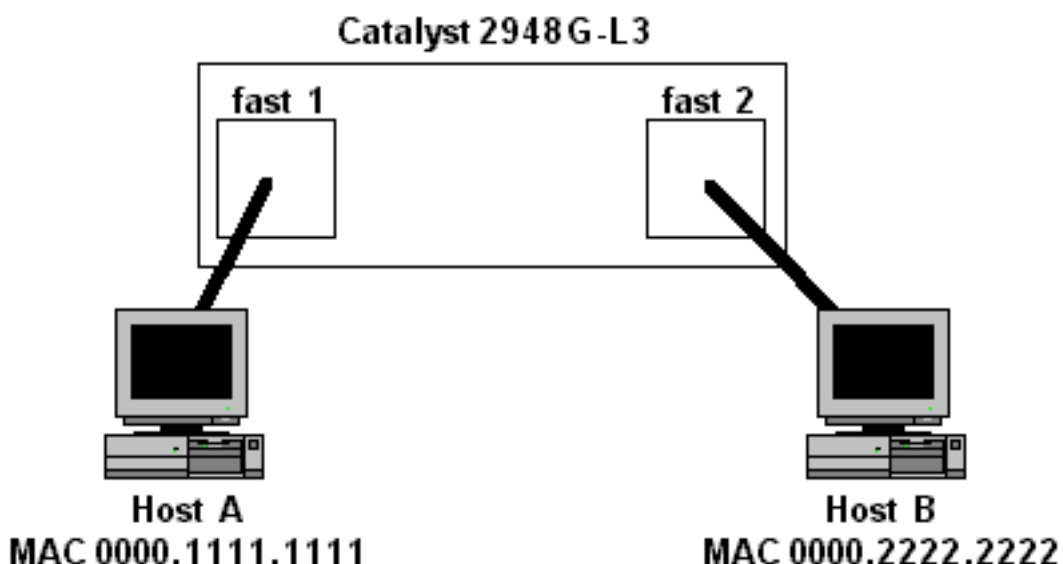 Catalyst 2948G-L3
fast 1
fast 2
Host A
MAC 0000.1111.1111
Host B
MAC 0000.2222.2222